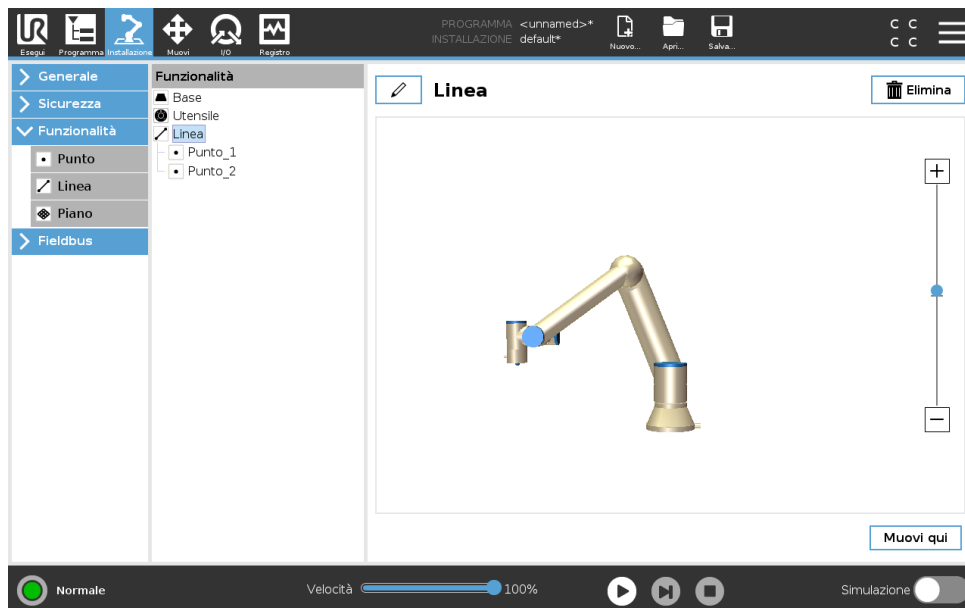 PROGRAMMA <unnamed>*
INSTALLAZIONE default*
Esegui Programma Installazione Muovi I/O Registro
Nuovo... Apri... Salva...
C C
C C
Generale
Sicurezza
Funzionalità
Punto
Linea
Piano
Fieldbus
Funzionalità
Base
Utensile
Linea
Punto_1
Punto_2
Linea
Elimina
Muovi qui
Normale
Velocità
100%
Simulazione